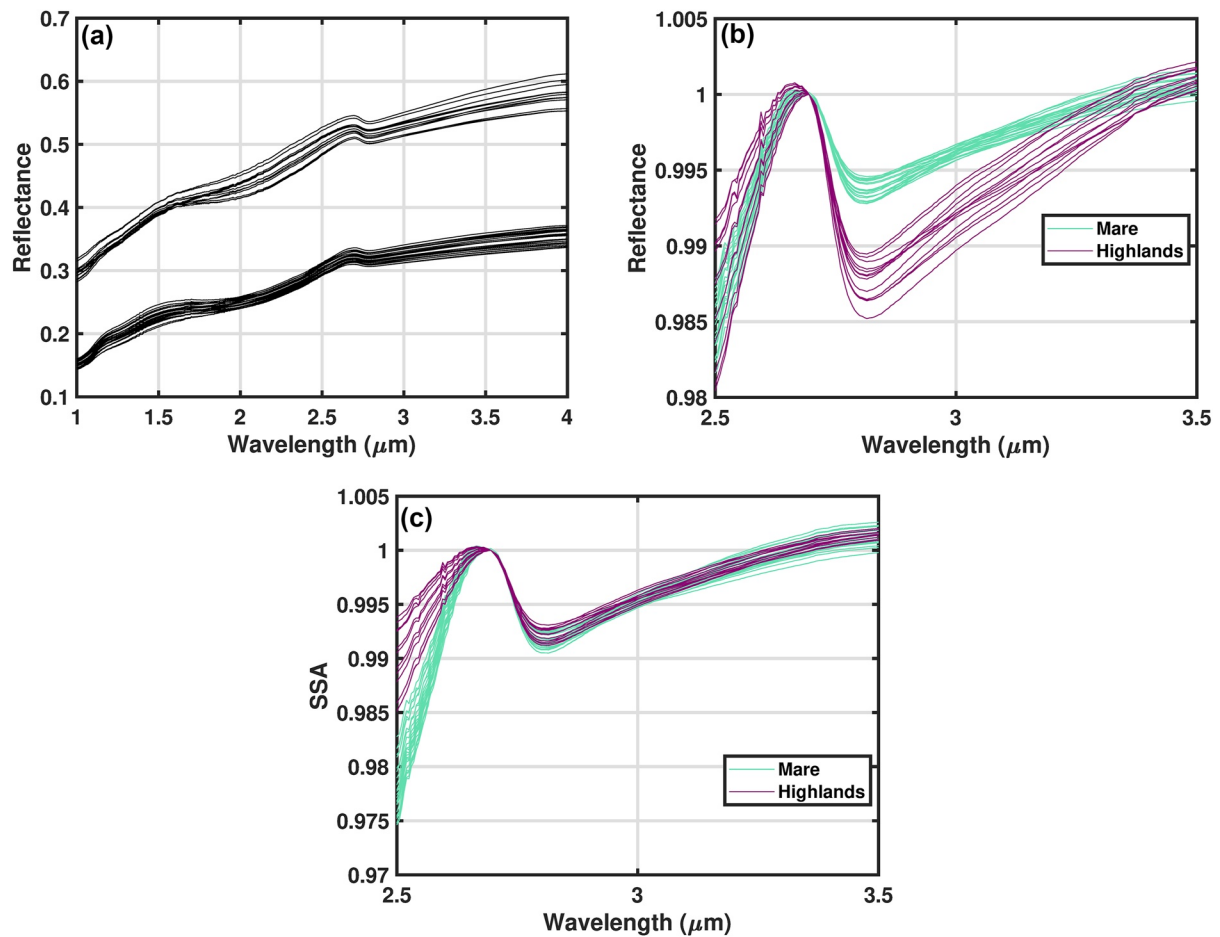 (a)
0.7
0.6
0.5
0.4
0.3
0.2
0.1
Reflectance
1
1.5
2
2.5
3
3.5
4
Wavelength (μm)
(b)
1.005
1
0.995
0.99
0.985
0.98
Reflectance
Mare
Highlands
2.5
3
3.5
Wavelength (μm)
(c)
1.005
1
0.995
0.99
0.985
0.98
0.975
0.97
SSA
Mare
Highlands
2.5
3
3.5
Wavelength (μm)